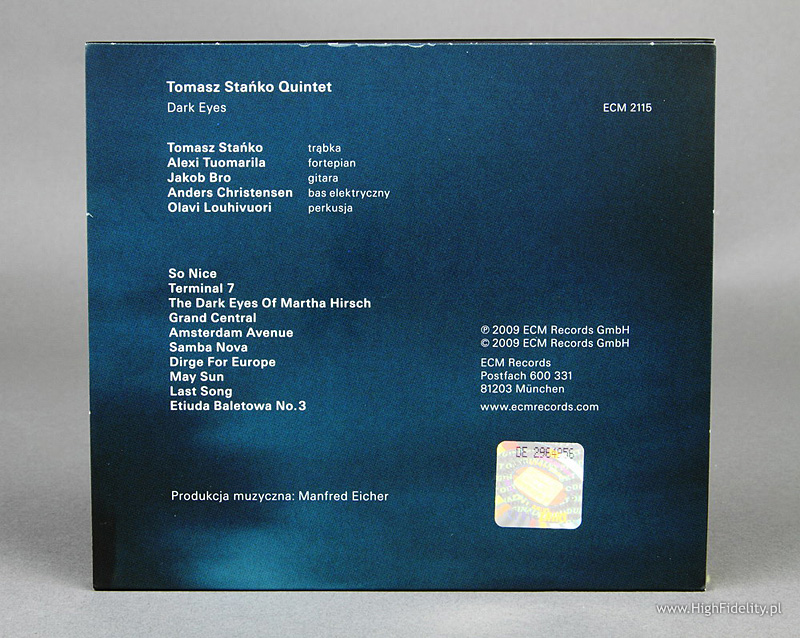 Tomasz Stańko Quintet
Dark Eyes
ECM 2115
Tomasz Stańko trąbka
Alexi Tuomarila fortepian
Jakob Bro gitara
Anders Christensen bas elektryczny
Olavi Louhivuori perkusja
So Nice
Terminal 7
The Dark Eyes Of Martha Hirsch
Grand Central
Amsterdam Avenue
Samba Nova
Dirge For Europe
May Sun
Last Song
Etiuda Baletowa No. 3
℗ 2009 ECM Records GmbH
© 2009 ECM Records GmbH
ECM Records
Postfach 600 331
81203 München
www.ecmrecords.com
DE 2964956
Produkcja muzyczna: Manfred Eicher
www.HighFidelity.pl